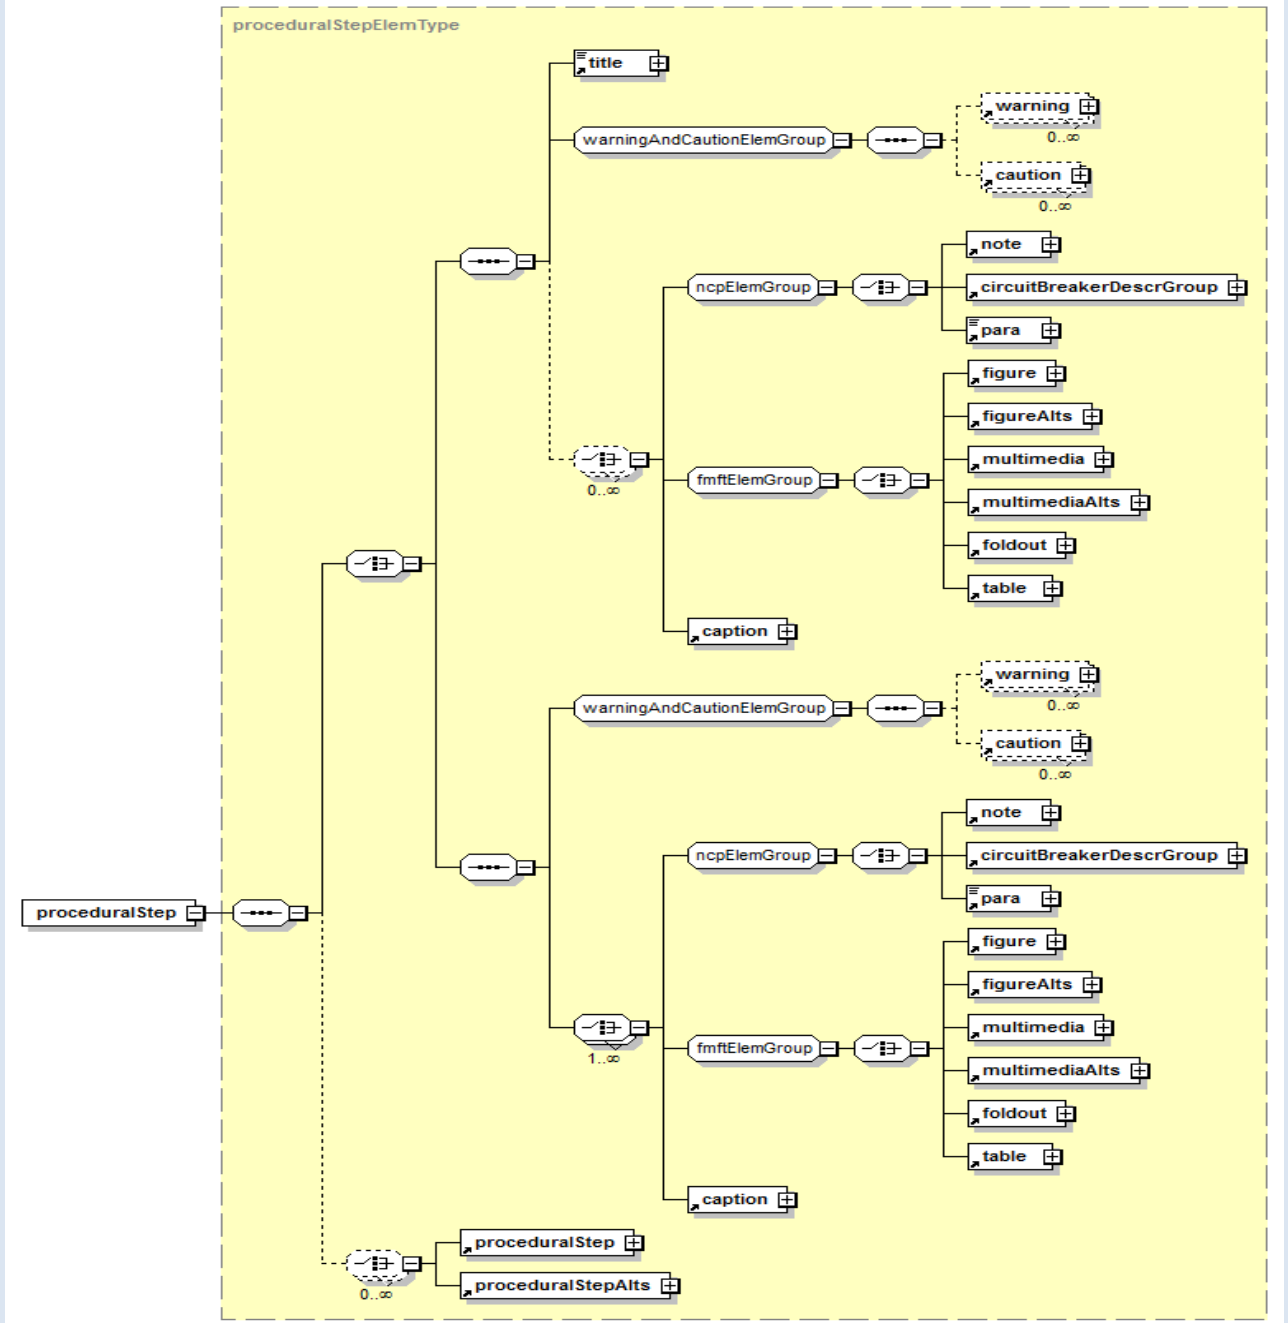 proceduralStepElemType
title
warning
0..∞
warningAndCautionElemGroup
caution
0..∞
note
ncpElemGroup
circuitBreakerDescrGroup
para
figure
figureAlts
multimedia
0..∞
fmftElemGroup
multimediaAlts
foldout
table
caption
warning
0..∞
warningAndCautionElemGroup
caution
0..∞
note
ncpElemGroup
circuitBreakerDescrGroup
para
proceduralStep
figure
figureAlts
multimedia
1..∞
fmftElemGroup
multimediaAlts
foldout
table
caption
proceduralStep
0..∞
proceduralStepAlts